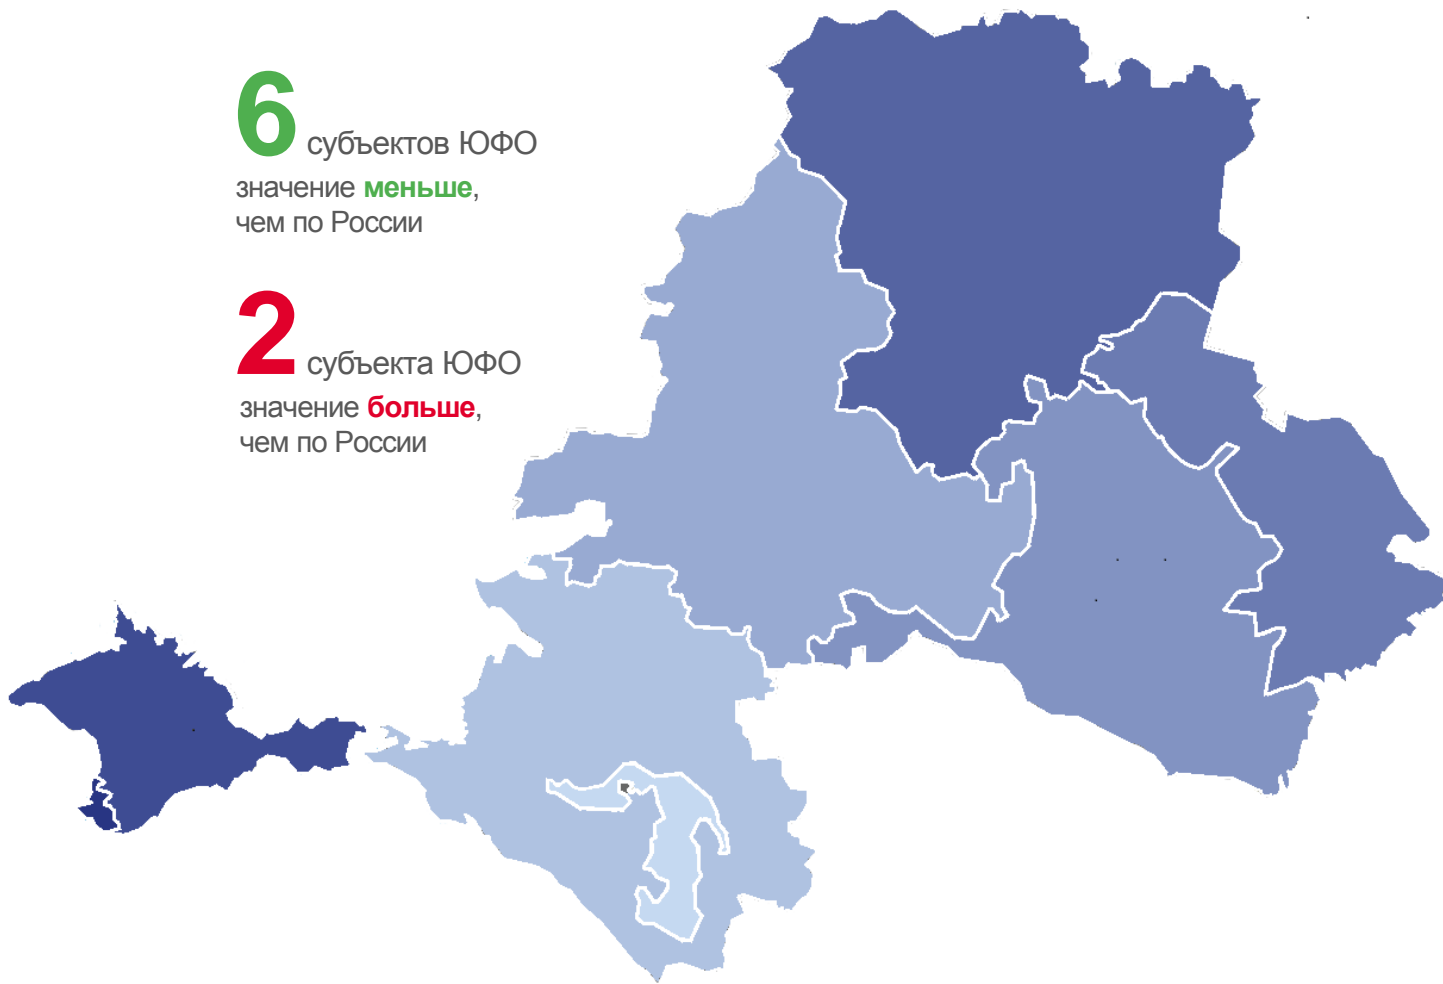 6 субъектов ЮФО
значение меньше,
чем по России
2 субъекта ЮФО
значение больше,
чем по России